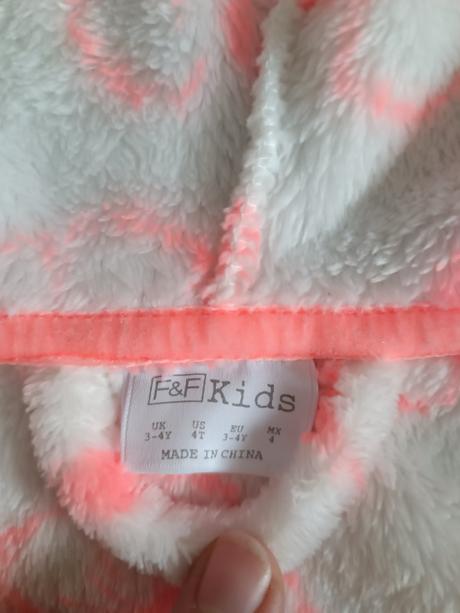 F&F Kids
UK US EU MX
3-4Y 4T 3-4Y 4
MADE IN CHINA